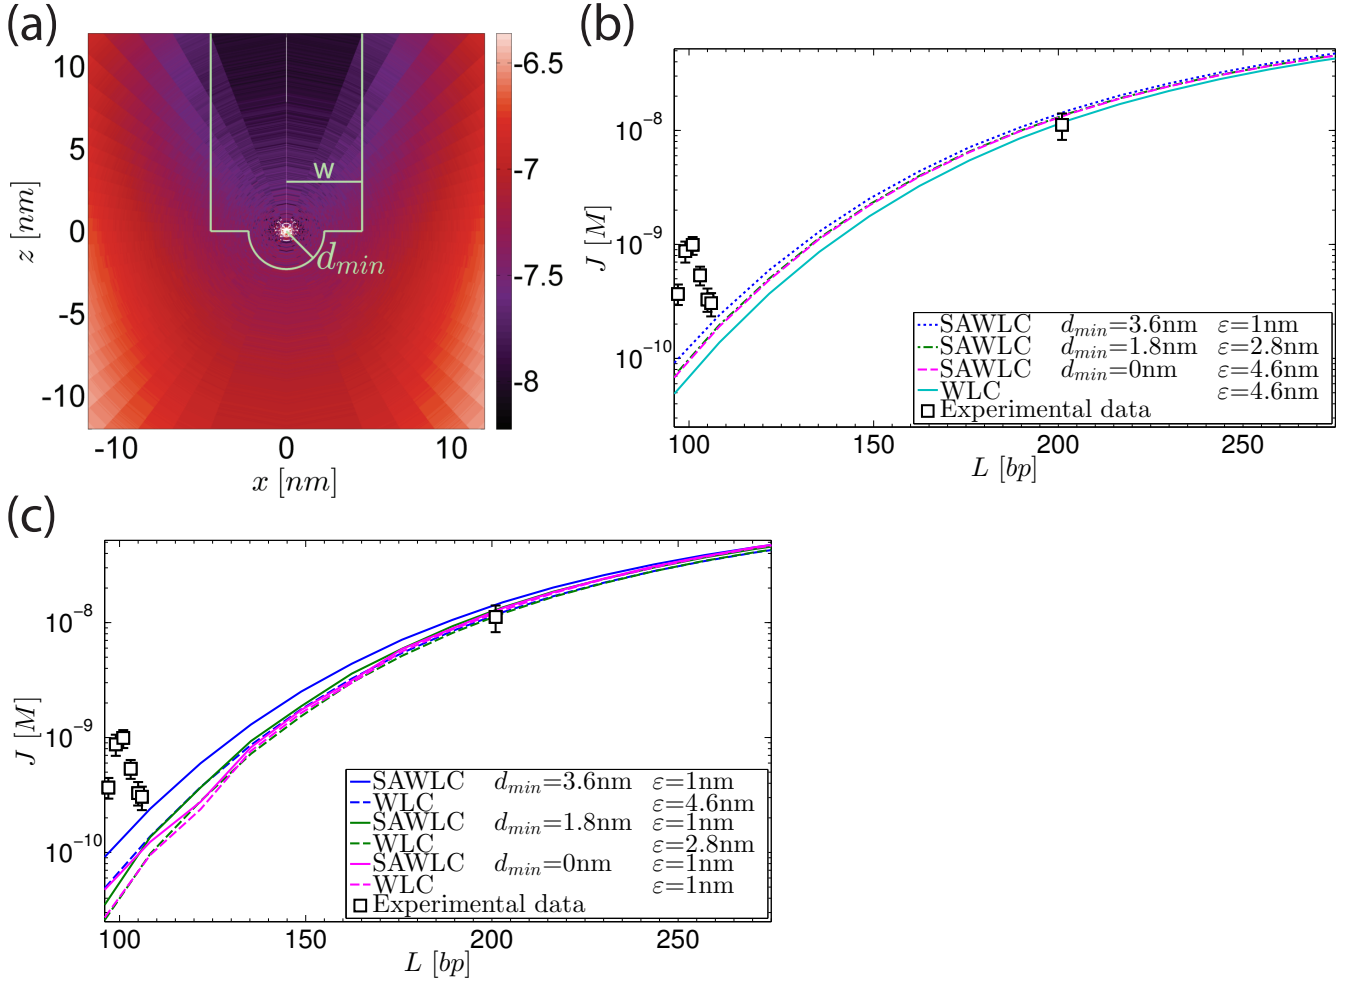 (a)
10
5
0
-5
-10
z [nm]
-10
0
10
x [nm]
w
d_min
-6.5
-7
-7.5
-8
(b)
10^-8
10^-9
10^-10
J [M]
100
150
200
250
L [bp]
SAWLC d_min=3.6nm ε=1nm
SAWLC d_min=1.8nm ε=2.8nm
SAWLC d_min=0nm ε=4.6nm
WLC ε=4.6nm
Experimental data
(c)
10^-8
10^-9
10^-10
J [M]
100
150
200
250
L [bp]
SAWLC d_min=3.6nm ε=1nm
WLC ε=4.6nm
SAWLC d_min=1.8nm ε=1nm
WLC ε=2.8nm
SAWLC d_min=0nm ε=1nm
WLC ε=1nm
Experimental data